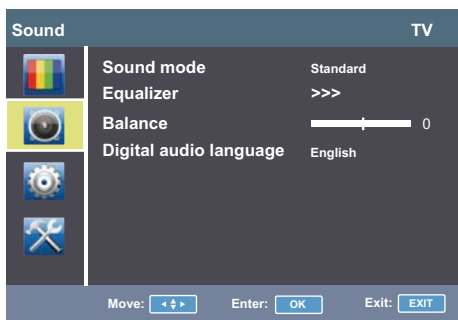 Sound TV
Sound mode Standard
Equalizer >>>
Balance 0
Digital audio language English
Move: Enter: OK Exit: EXIT